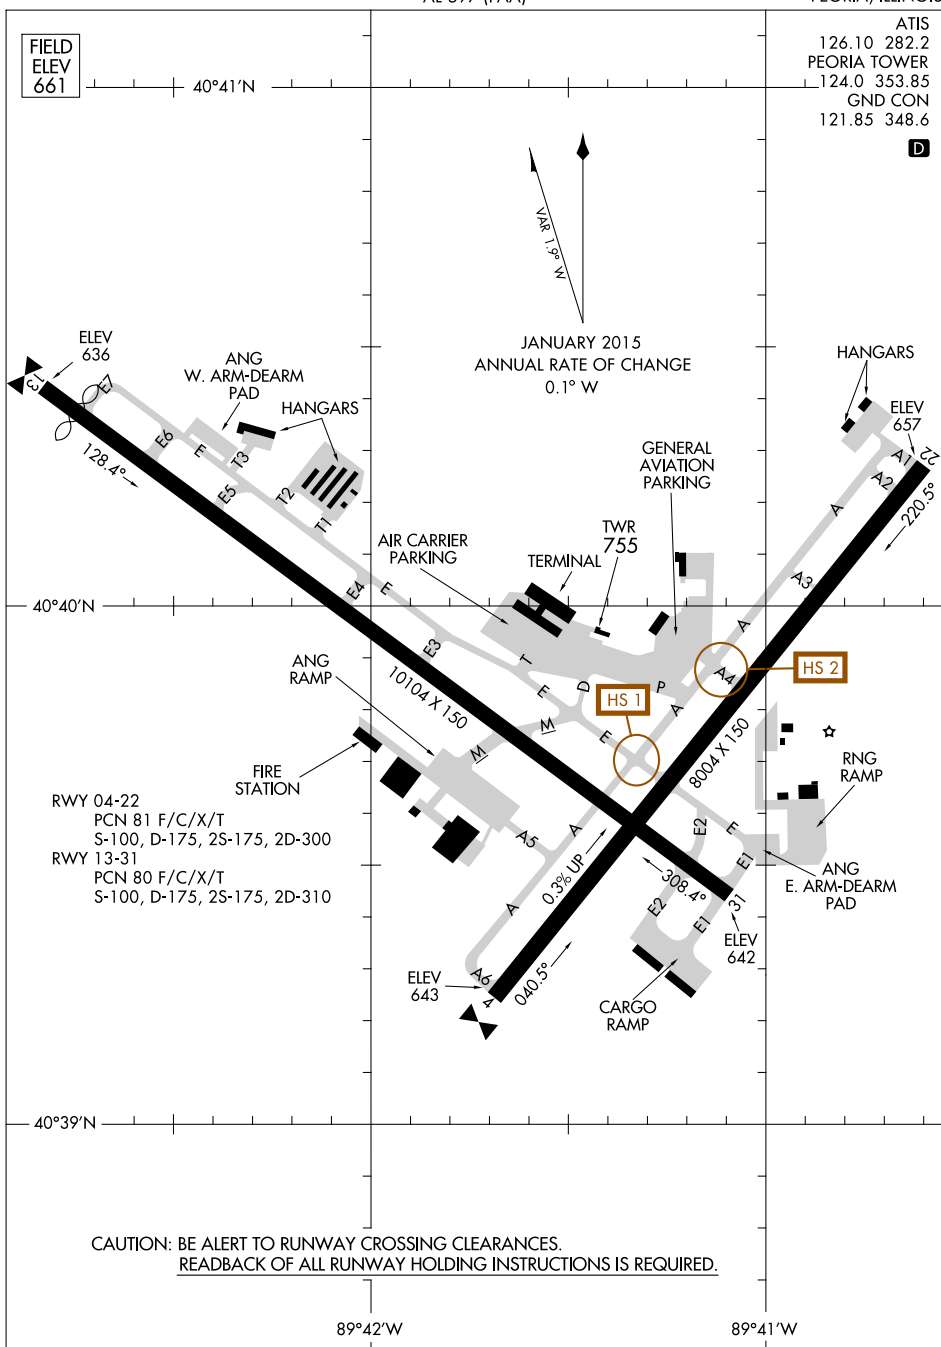 FIELD
ELEV
661
ATIS
126.10 282.2
PEORIA TOWER
124.0 353.85
GND CON
121.85 348.6
D
40°41'N
VAR 1.9° W
JANUARY 2015
ANNUAL RATE OF CHANGE
0.1° W
ELEV
636
ANG
W. ARM-DEARM
PAD
HANGARS
HANGARS
ELEV
657
13
E7
E6
E
T3
E5
T2
T1
128.4°
22
A1
A2
A
220.5°
GENERAL
AVIATION
PARKING
TWR
755
TERMINAL
AIR CARRIER
PARKING
A3
40°40'N
E4
E
E3
A
ANG
RAMP
10104 X 150
T
E
D
P
A
A4
HS 1
HS 2
M
M
E
8004 X 150
FIRE
STATION
RNG
RAMP
RWY 04-22
PCN 81 F/C/X/T
S-100, D-175, 2S-175, 2D-300
RWY 13-31
PCN 80 F/C/X/T
S-100, D-175, 2S-175, 2D-310
A5
A
0.3% UP
E2
E
E1
308.4°
31
ANG
E. ARM-DEARM
PAD
A
E2
E1
ELEV
642
A6
4
040.5°
ELEV
643
CARGO
RAMP
40°39'N
CAUTION: BE ALERT TO RUNWAY CROSSING CLEARANCES.
READBACK OF ALL RUNWAY HOLDING INSTRUCTIONS IS REQUIRED.
89°42'W
89°41'W